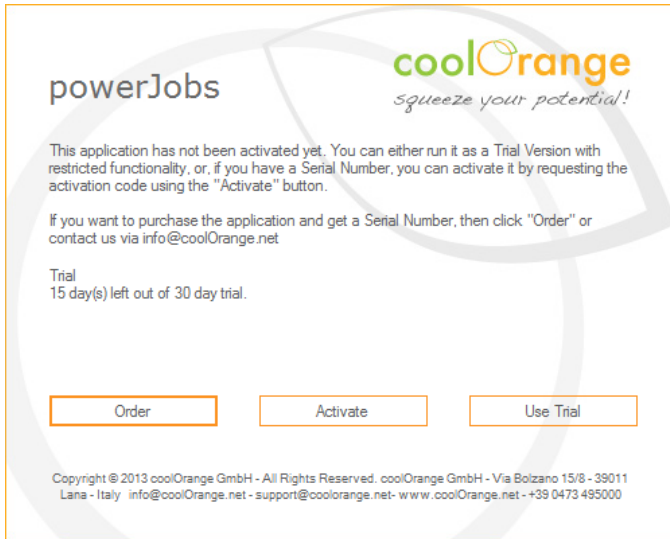 coolOrange
powerJobs
squeeze your potential!
This application has not been activated yet. You can either run it as a Trial Version with
restricted functionality, or, if you have a Serial Number, you can activate it by requesting the
activation code using the "Activate" button.
If you want to purchase the application and get a Serial Number, then click "Order" or
contact us via info@coolOrange.net
Trial
15 day(s) left out of 30 day trial.
Order
Activate
Use Trial
Copyright © 2013 coolOrange GmbH - All Rights Reserved. coolOrange GmbH - Via Bolzano 15/8 - 39011
Lana - Italy info@coolOrange.net - support@coolorange.net- www.coolOrange.net - +39 0473 495000